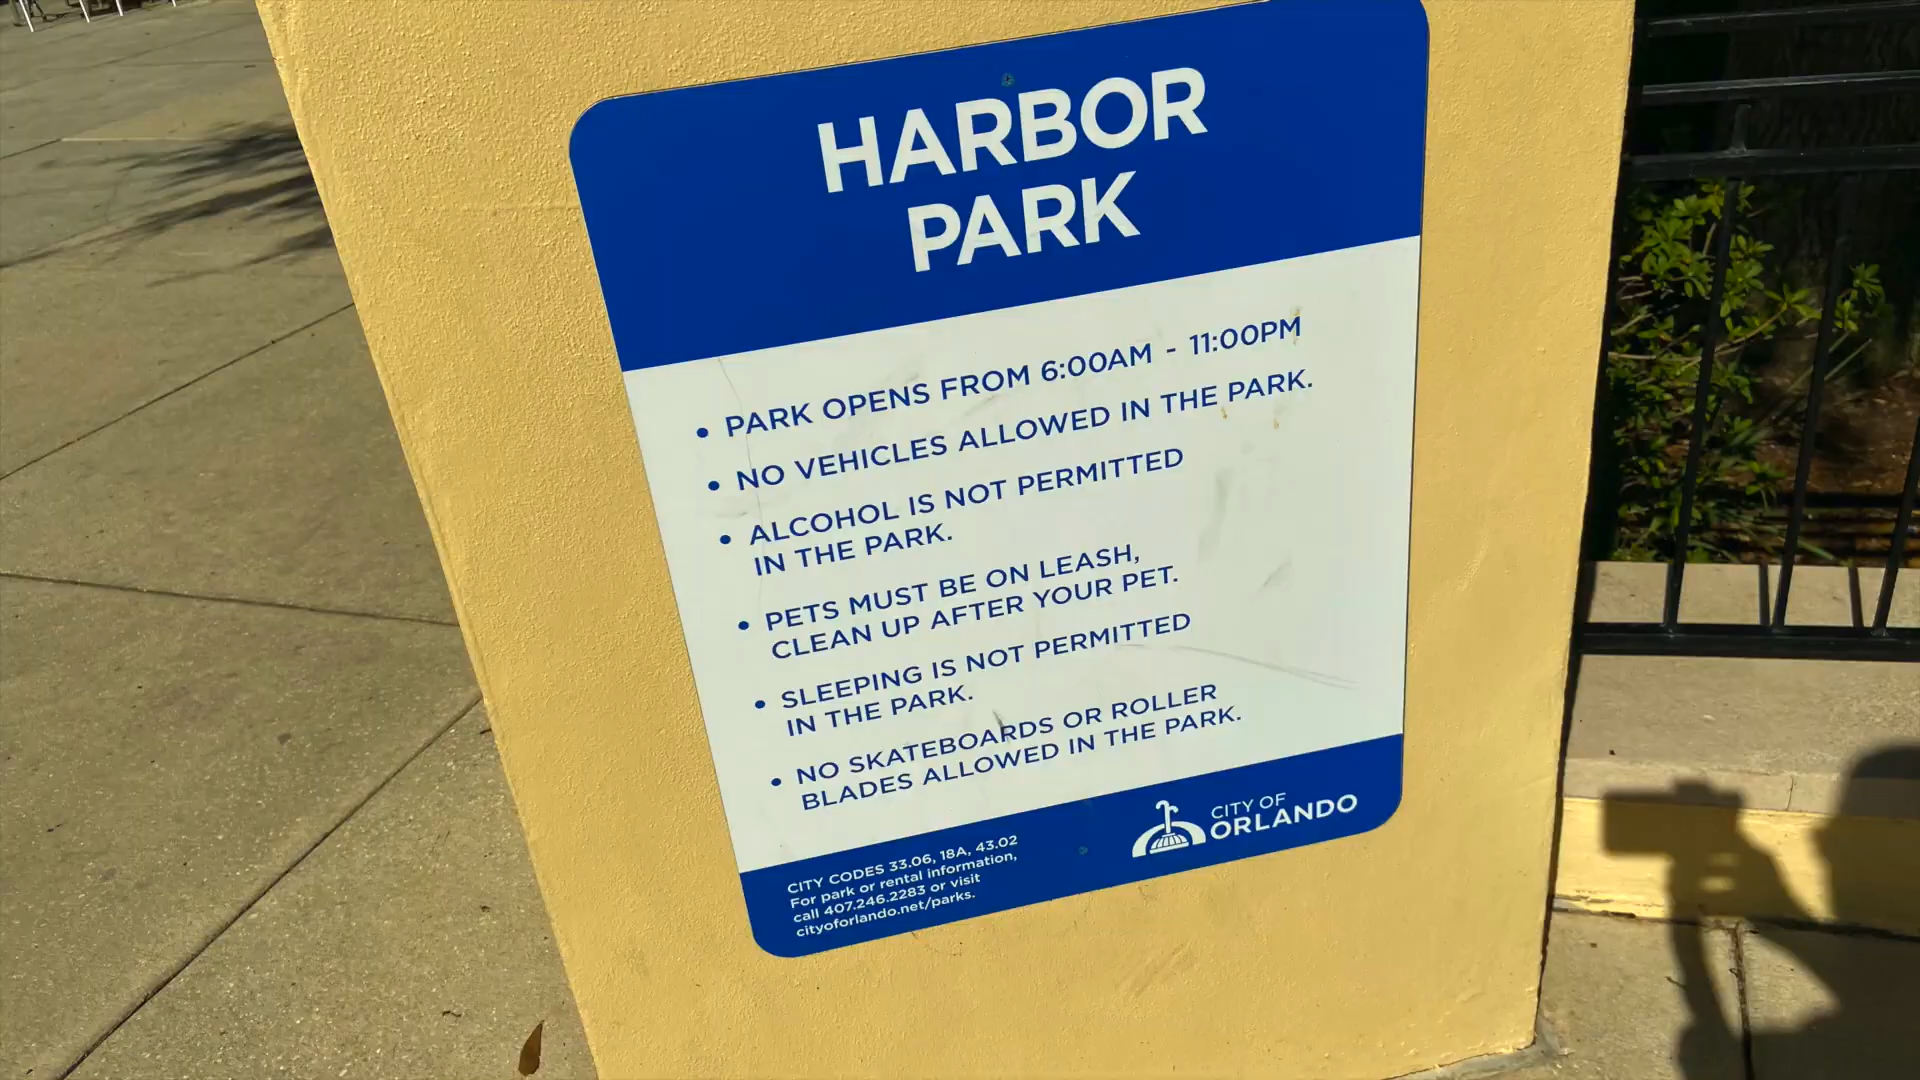 HARBOR
PARK
• PARK OPENS FROM 6:00AM - 11:00PM
• NO VEHICLES ALLOWED IN THE PARK.
• ALCOHOL IS NOT PERMITTED
IN THE PARK.
• PETS MUST BE ON LEASH,
CLEAN UP AFTER YOUR PET.
• SLEEPING IS NOT PERMITTED
IN THE PARK.
• NO SKATEBOARDS OR ROLLER
BLADES ALLOWED IN THE PARK.
CITY CODES 33.06, 18A, 43.02
For park or rental information,
call 407.246.2283 or visit
cityoforlando.net/parks.
CITY OF
ORLANDO